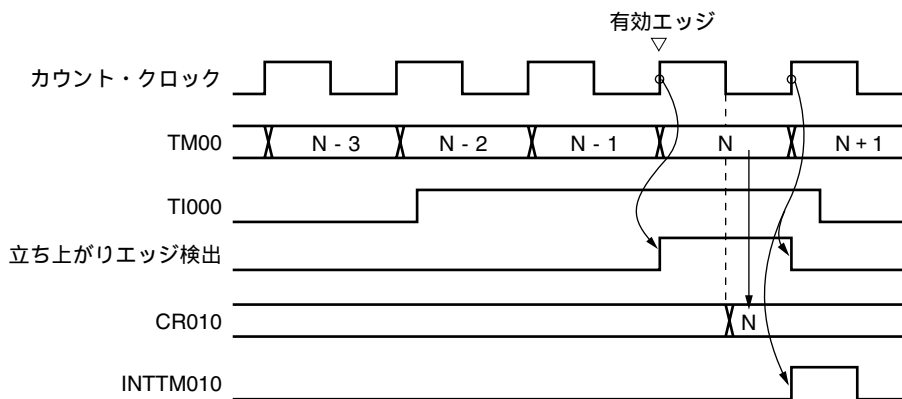 有効エッジ
カウント・クロック
TM00 N - 3 N - 2 N - 1 N N + 1
TI000
立ち上がりエッジ検出
CR010 N
INTTM010